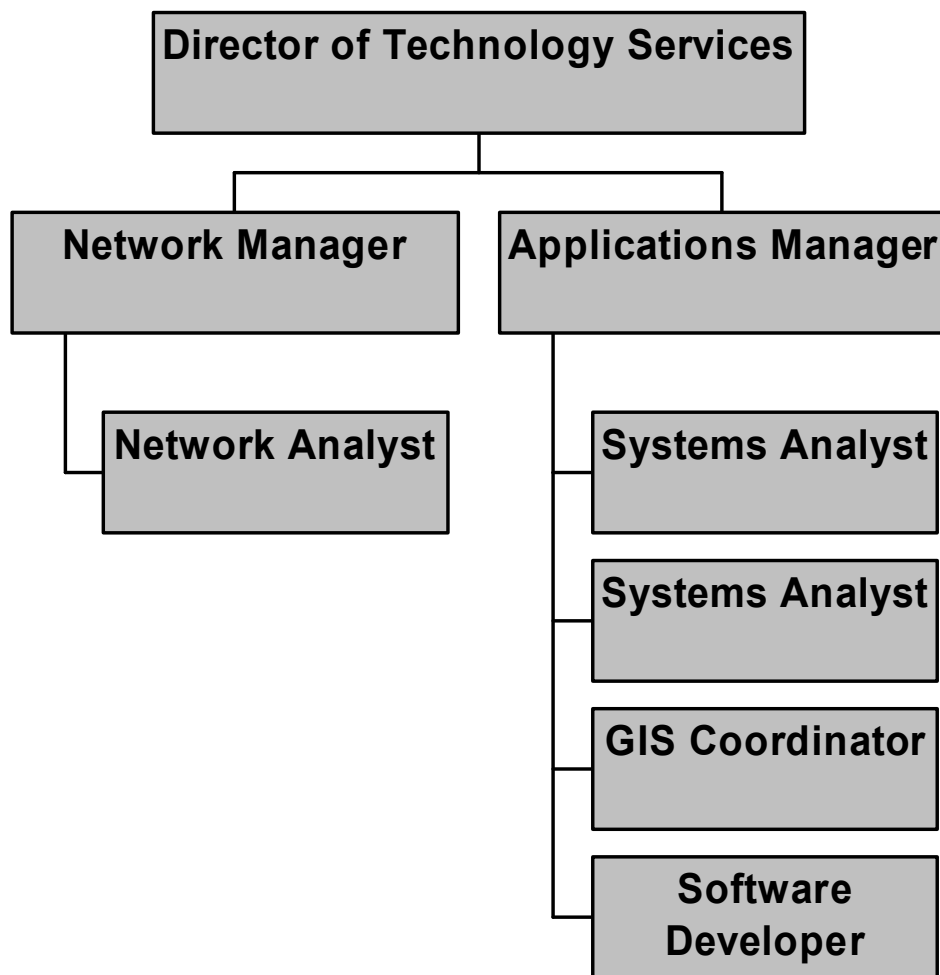 Director of Technology Services
Network Manager
Applications Manager
Network Analyst
Systems Analyst
Systems Analyst
GIS Coordinator
Software
Developer